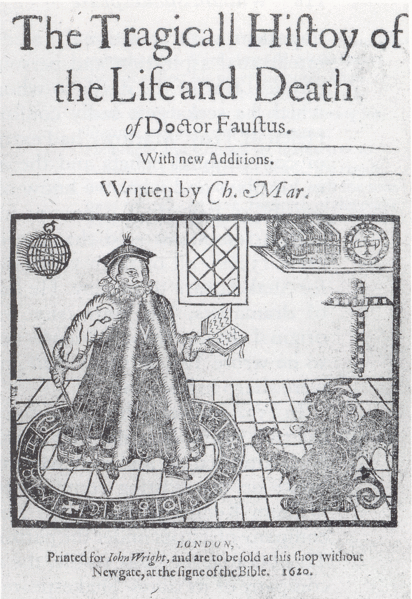 The Tragicall Hiſtoy of
the Life and Death
of Doctor Fauſtus.
With new Additions.
Written by Ch. Mar.
LONDON,
Printed for Iohn Wright, and are to be ſold at his ſhop without
Newgate, at the ſigne of the Bible. 1620.